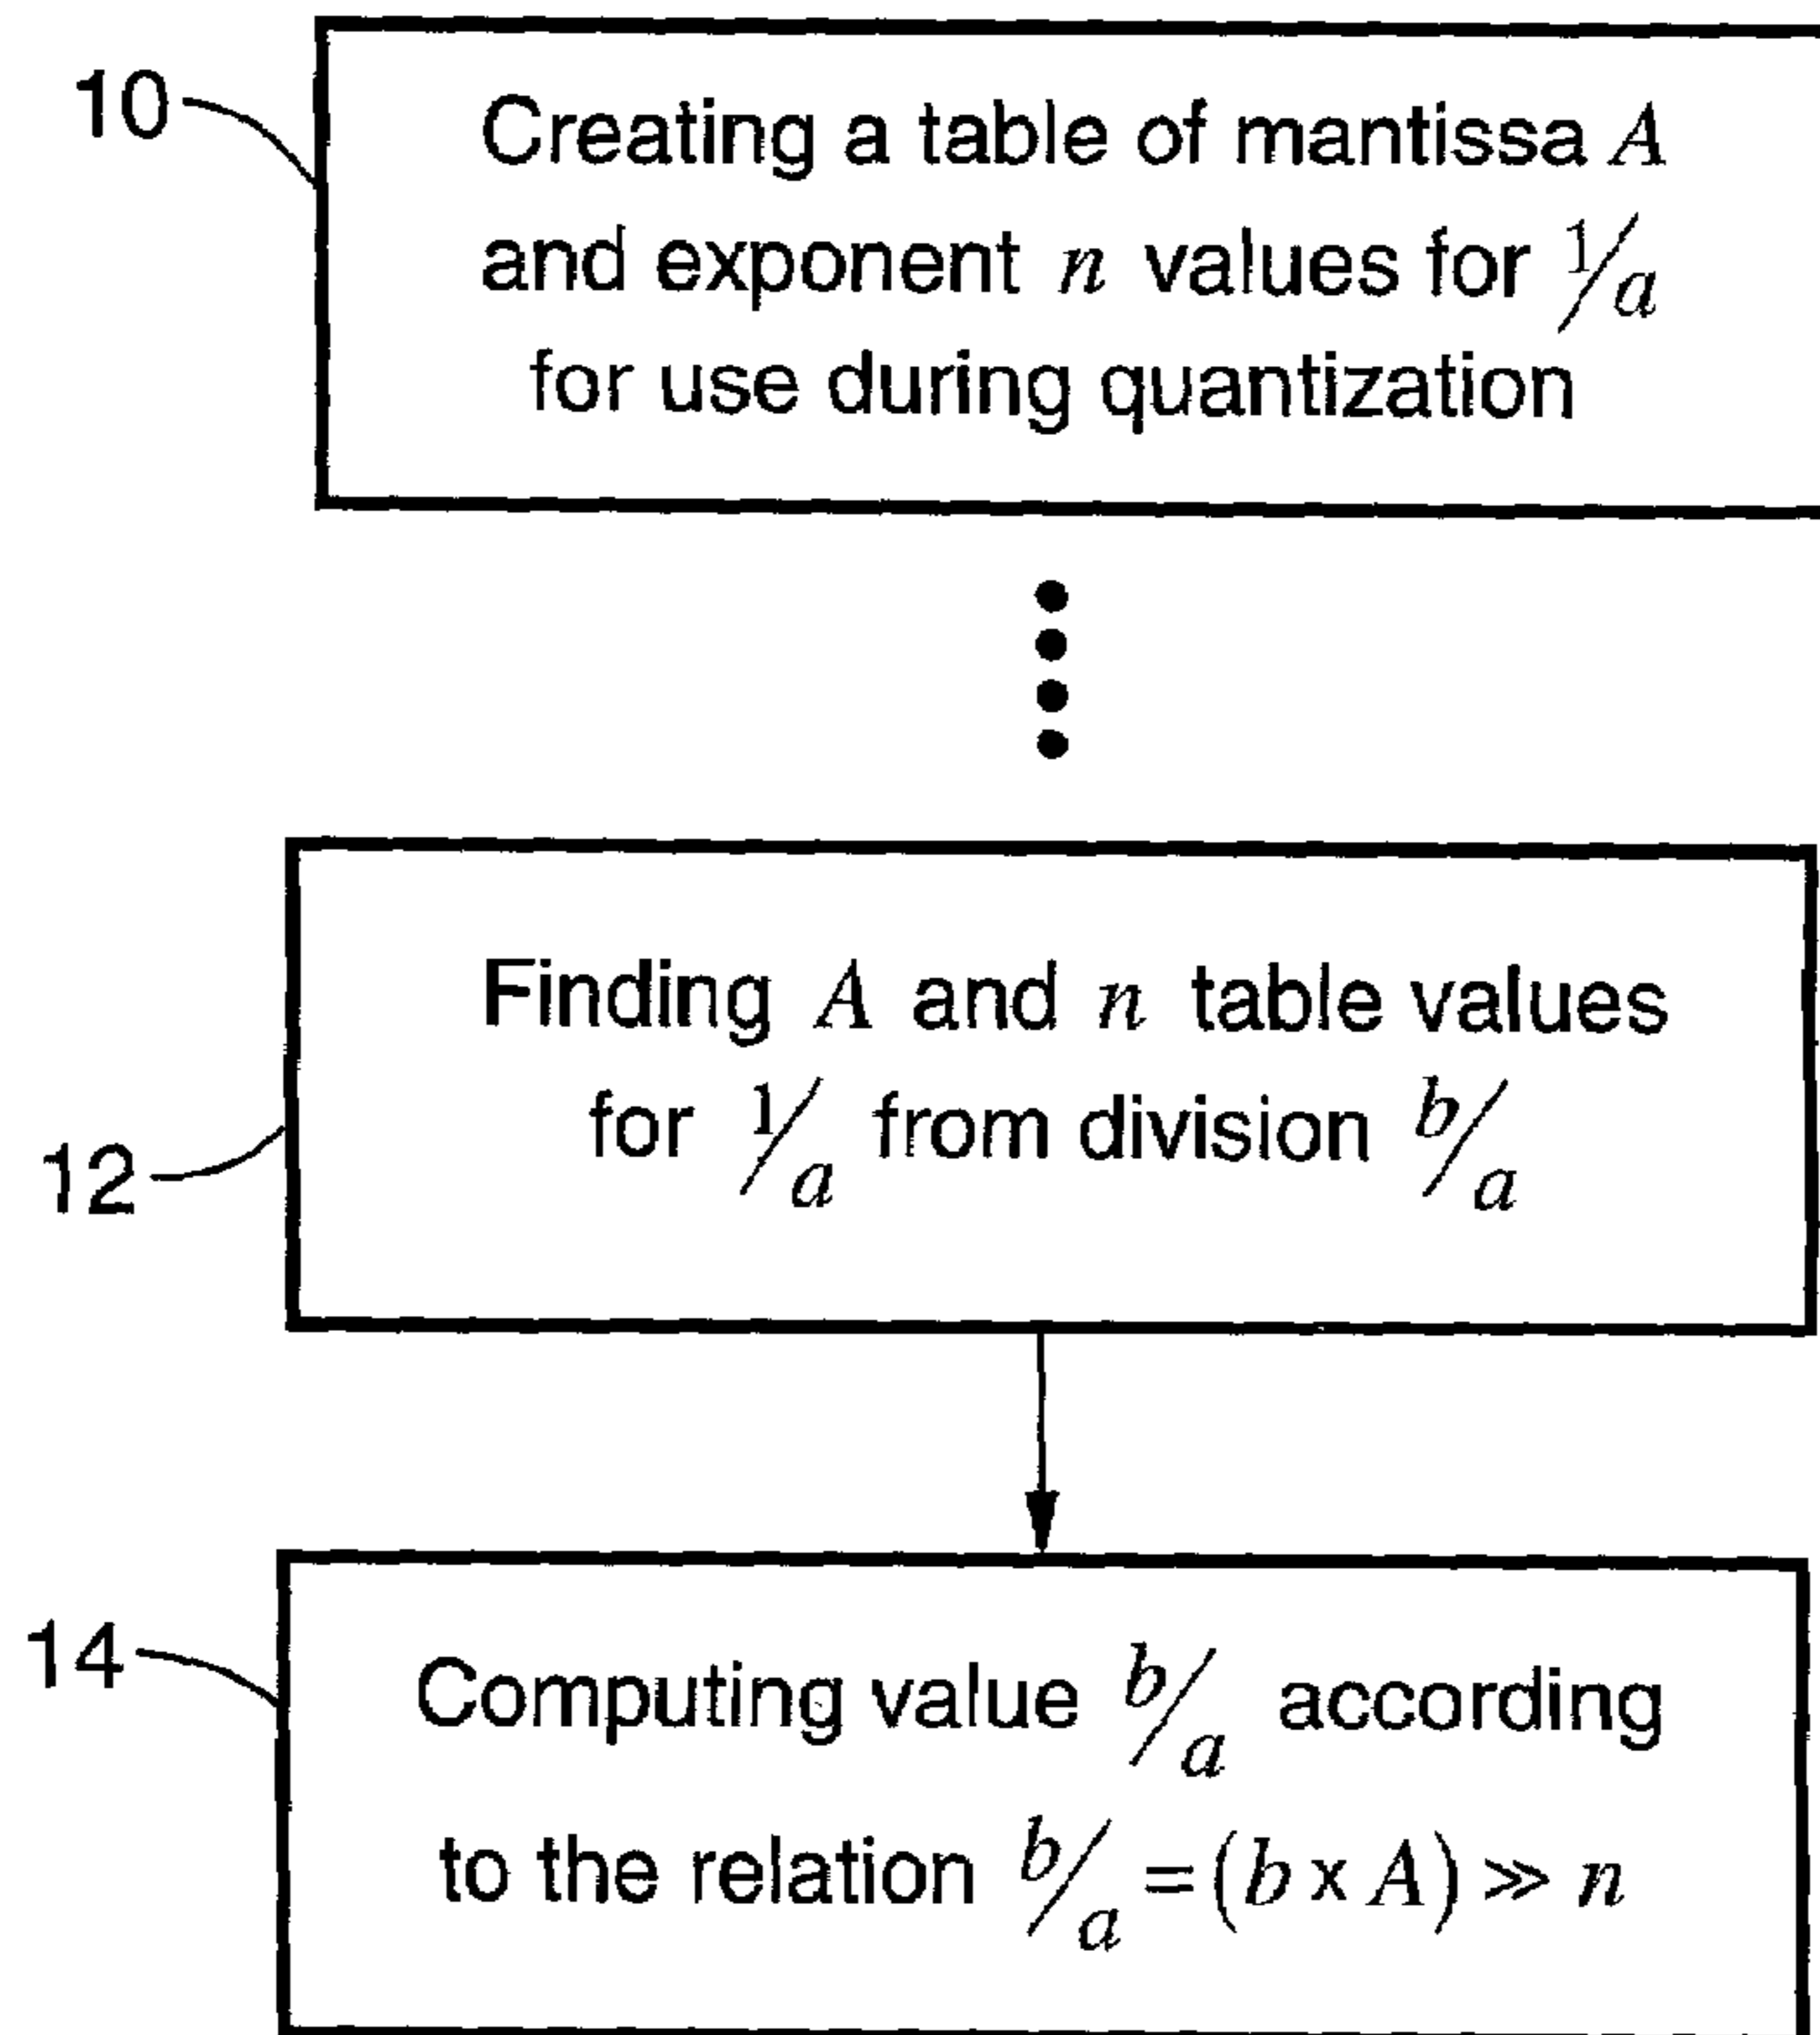 10
Creating a table of mantissa A
and exponent n values for 1/a
for use during quantization
Finding A and n table values
for 1/a from division b/a
12
14
Computing value b/a according
to the relation b/a = (b x A) >> n